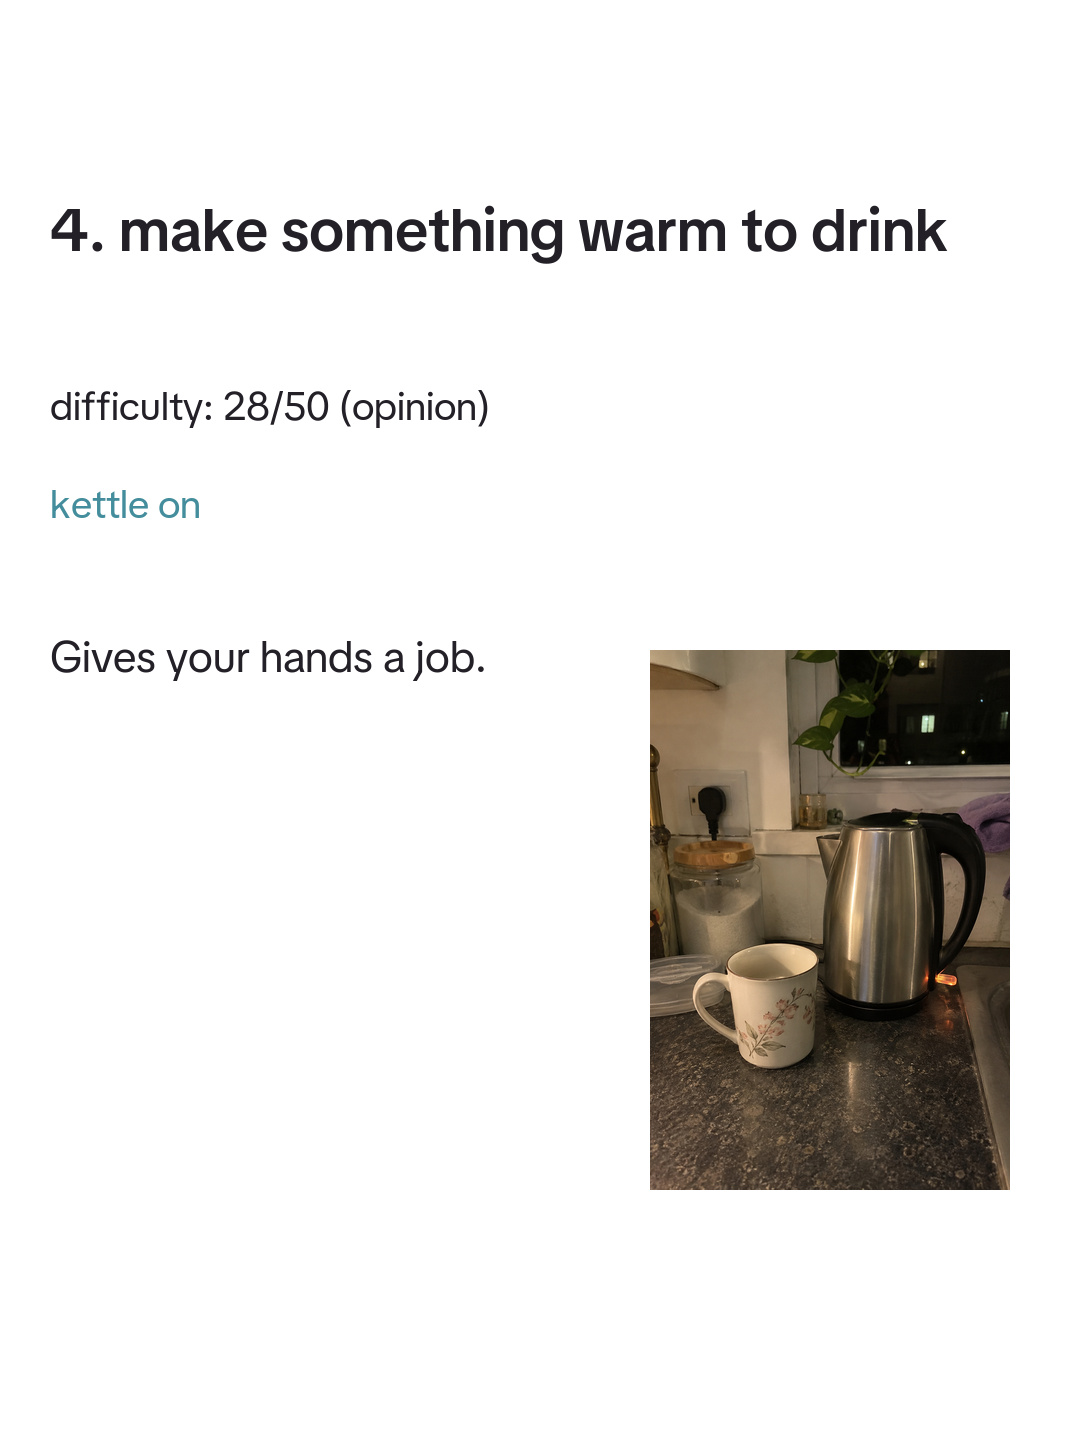 4. make something warm to drink
difficulty: 28/50 (opinion)
kettle on
Gives your hands a job.